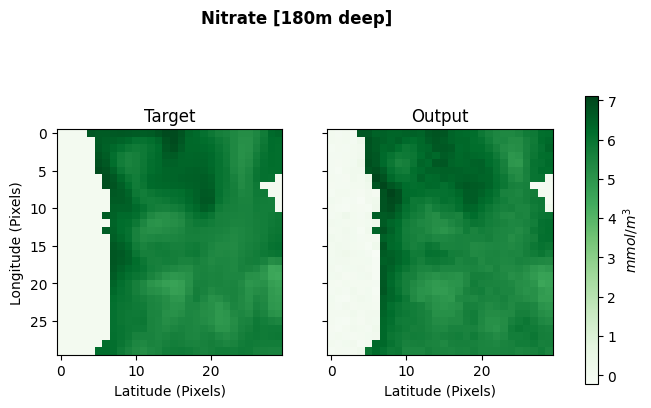 Nitrate [180m deep]
Target
Output
0
5
10
15
20
25
Longitude (Pixels)
0
10
20
Latitude (Pixels)
0
10
20
Latitude (Pixels)
7
6
5
4
3
2
1
0
mmol/m³